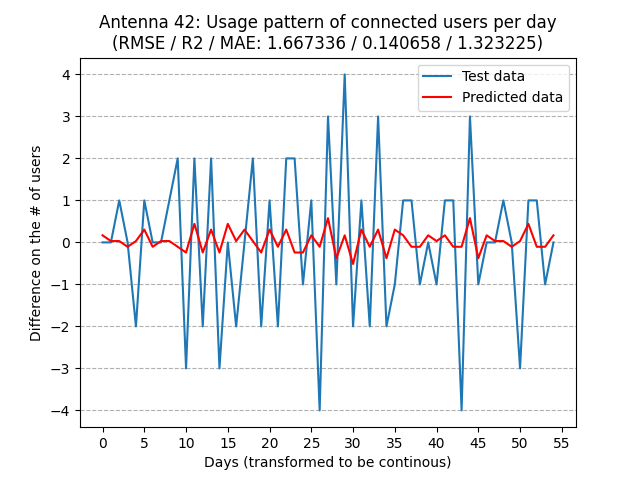 Antenna 42: Usage pattern of connected users per day
(RMSE / R2 / MAE: 1.667336 / 0.140658 / 1.323225)
Test data
Predicted data
Difference on the # of users
4
3
2
1
0
−1
−2
−3
−4
0 5 10 15 20 25 30 35 40 45 50 55
Days (transformed to be continous)